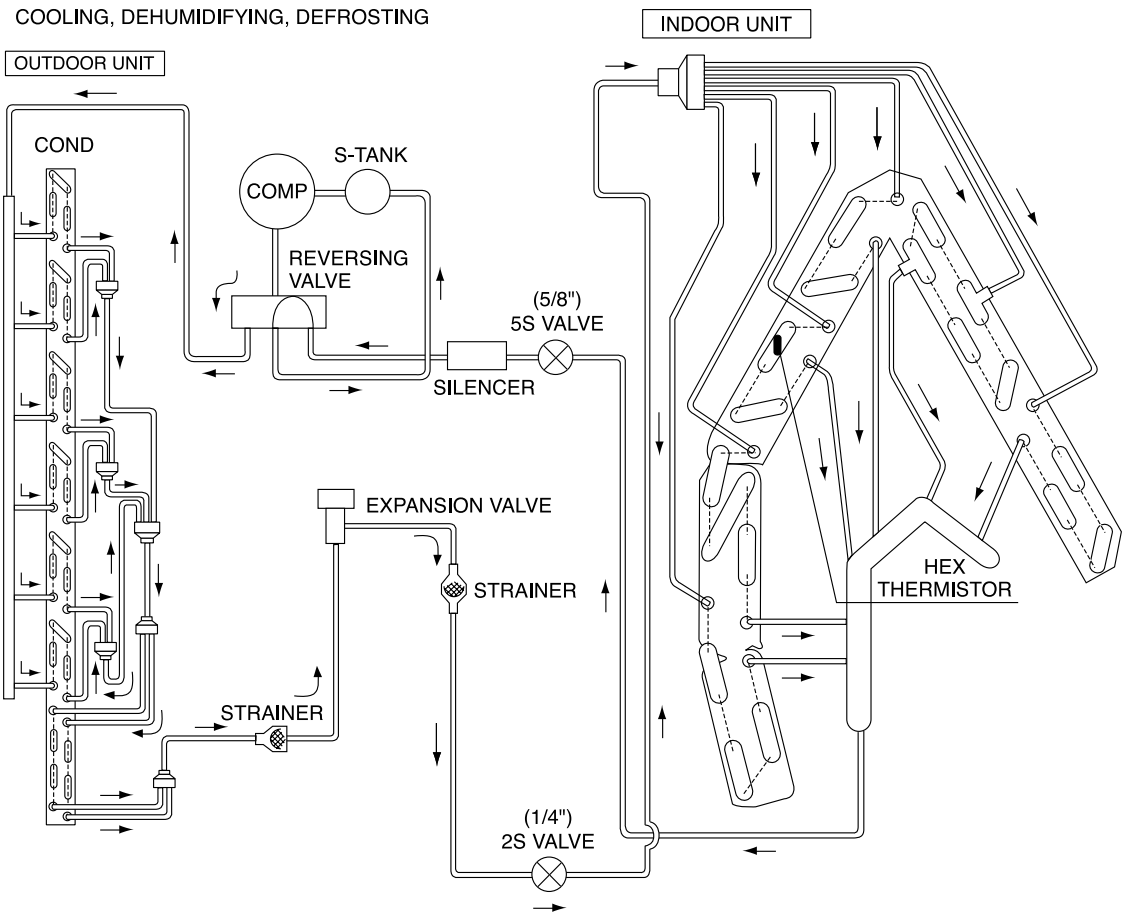 COOLING, DEHUMIDIFYING, DEFROSTING
INDOOR UNIT
OUTDOOR UNIT
COND
S-TANK
COMP
REVERSING
VALVE
(5/8")
5S VALVE
SILENCER
EXPANSION VALVE
STRAINER
HEX
THERMISTOR
STRAINER
(1/4")
2S VALVE